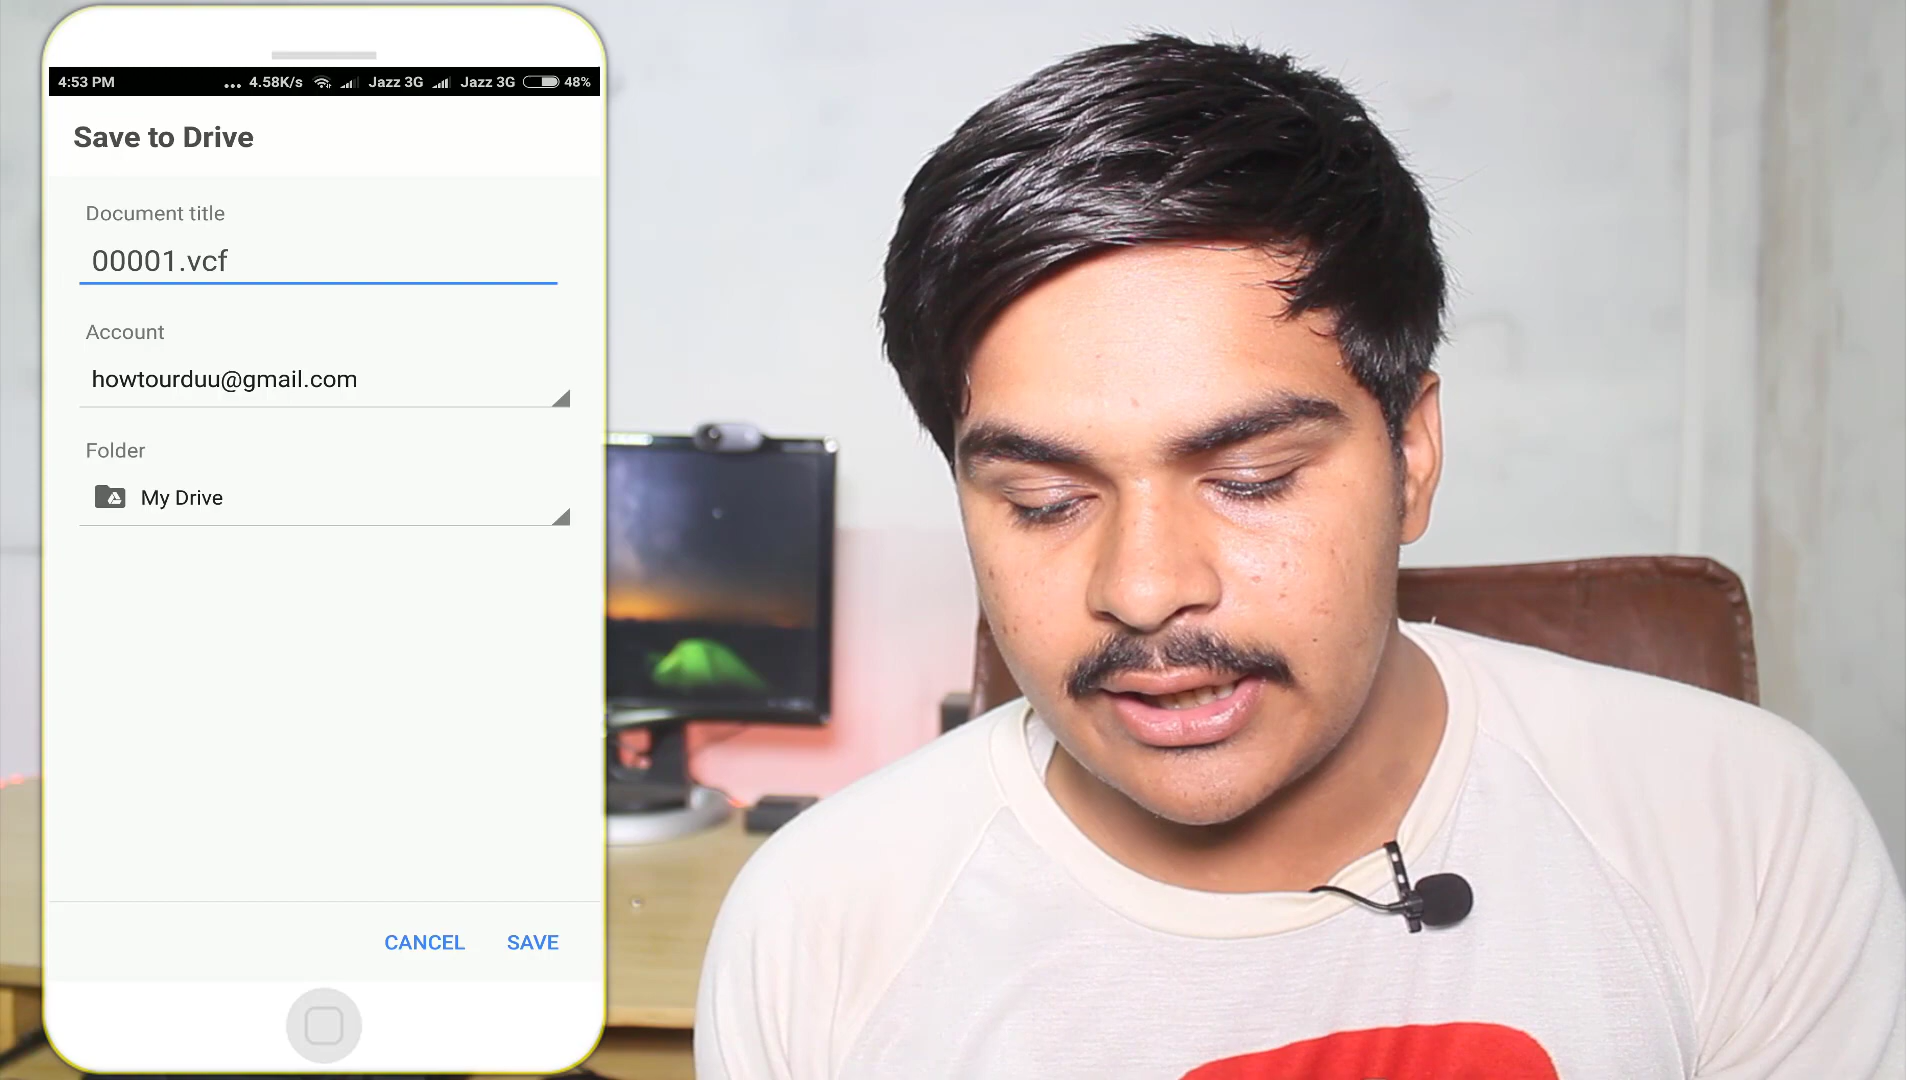 4:53 PM ... 4.58K/s Jazz 3G Jazz 3G 48%
Save to Drive
Document title
00001.vcf
Account
howtourduu@gmail.com
Folder
My Drive
CANCEL SAVE